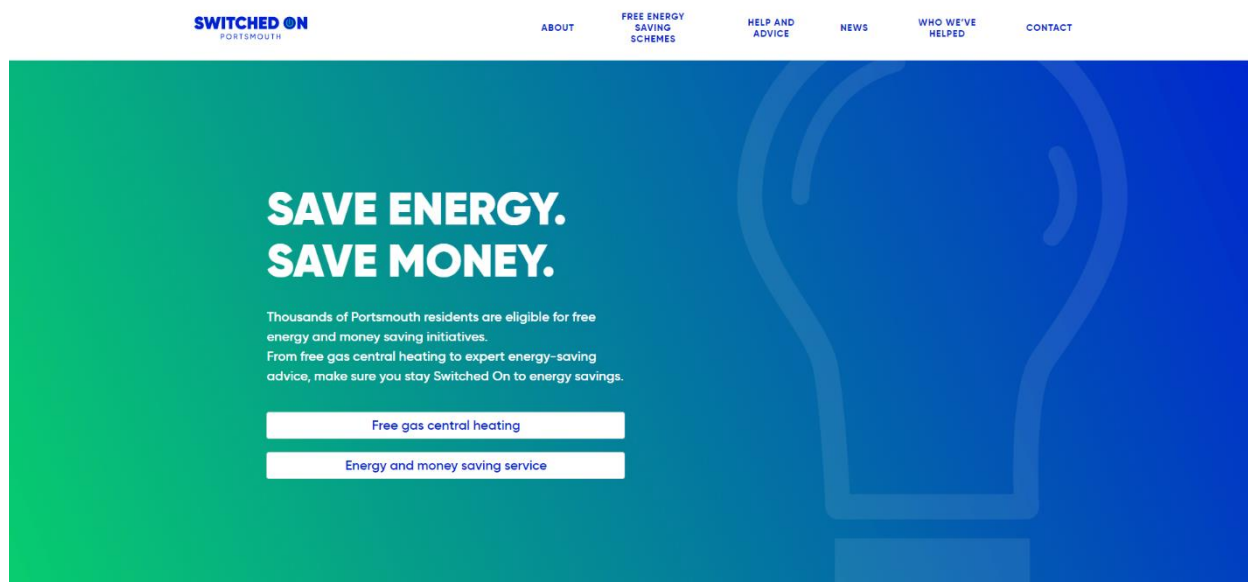 SWITCHED ON
PORTSMOUTH
ABOUT
FREE ENERGY
SAVING
SCHEMES
HELP AND
ADVICE
NEWS
WHO WE'VE
HELPED
CONTACT
SAVE ENERGY.
SAVE MONEY.
Thousands of Portsmouth residents are eligible for free
energy and money saving initiatives.
From free gas central heating to expert energy-saving
advice, make sure you stay Switched On to energy savings.
Free gas central heating
Energy and money saving service